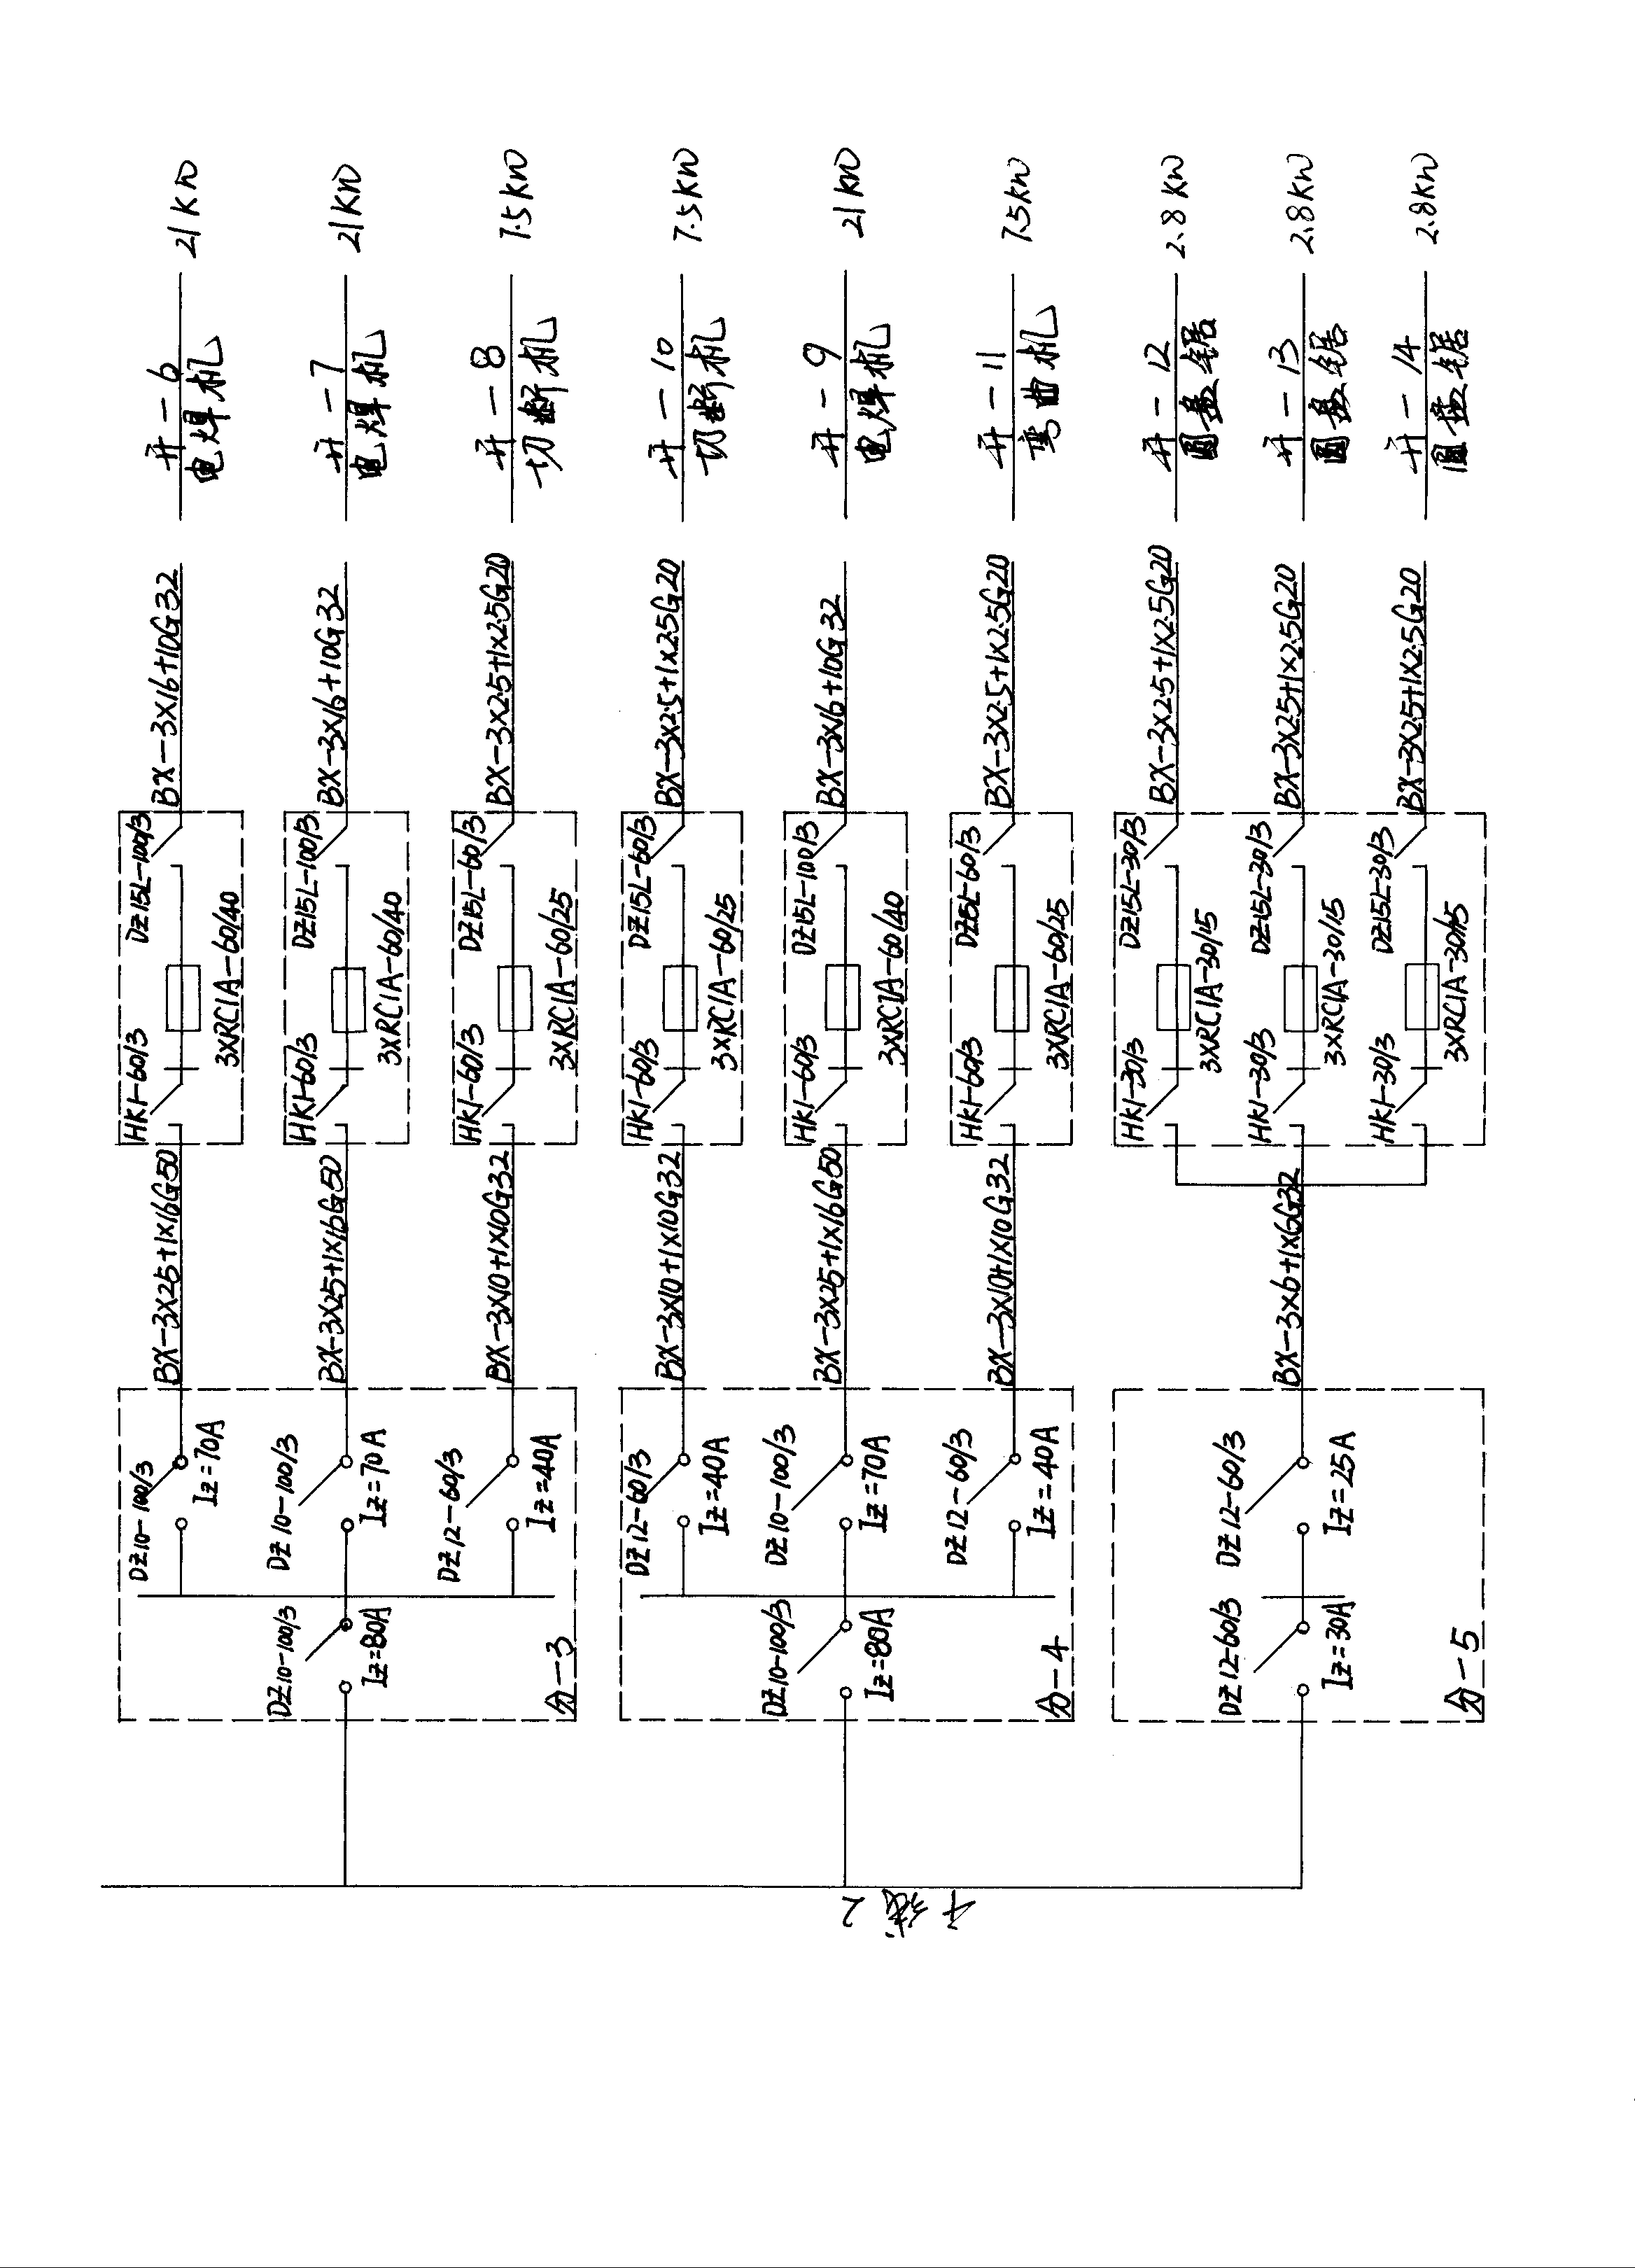 干线2
分-3
DZ10-100/3
Iz=80A
DZ10-100/3
Iz=70A
BX-3X25+1X16G50
HK1-60/3
3XRC1A-60/40
DZ15L-100/3
BX-3X16+10G32
开-6
电焊机
21KW
DZ10-100/3
Iz=70A
BX-3X25+1X16G50
HK1-60/3
3XRC1A-60/40
DZ15L-100/3
BX-3X16+10G32
开-7
电焊机
21KW
DZ12-60/3
Iz=40A
BX-3X10+1X10G32
HK1-60/3
3XRC1A-60/25
DZ15L-60/3
BX-3X2.5+1X2.5G20
开-8
切断机
7.5KW
分-4
DZ10-100/3
Iz=80A
DZ12-60/3
Iz=40A
BX-3X10+1X10G32
HK1-60/3
3XRC1A-60/25
DZ15L-60/3
BX-3X2.5+1X2.5G20
开-10
切断机
7.5KW
DZ10-100/3
Iz=70A
BX-3X25+1X16G50
HK1-60/3
3XRC1A-60/40
DZ15L-100/3
BX-3X16+10G32
开-9
电焊机
21KW
DZ12-60/3
Iz=40A
BX-3X10+1X10G32
HK1-60/3
3XRC1A-60/25
DZ15L-60/3
BX-3X2.5+1X2.5G20
开-11
弯曲机
7.5KW
分-5
DZ12-60/3
Iz=30A
DZ12-60/3
Iz=25A
BX-3X6+1X6G32
HK1-30/3
3XRC1A-30/15
DZ15L-30/3
BX-3X2.5+1X2.5G20
开-12
圆盘锯
2.8KW
HK1-30/3
3XRC1A-30/15
DZ15L-30/3
BX-3X2.5+1X2.5G20
开-13
圆盘锯
2.8KW
HK1-30/3
3XRC1A-30/15
DZ15L-30/3
BX-3X2.5+1X2.5G20
开-14
圆盘锯
2.8KW